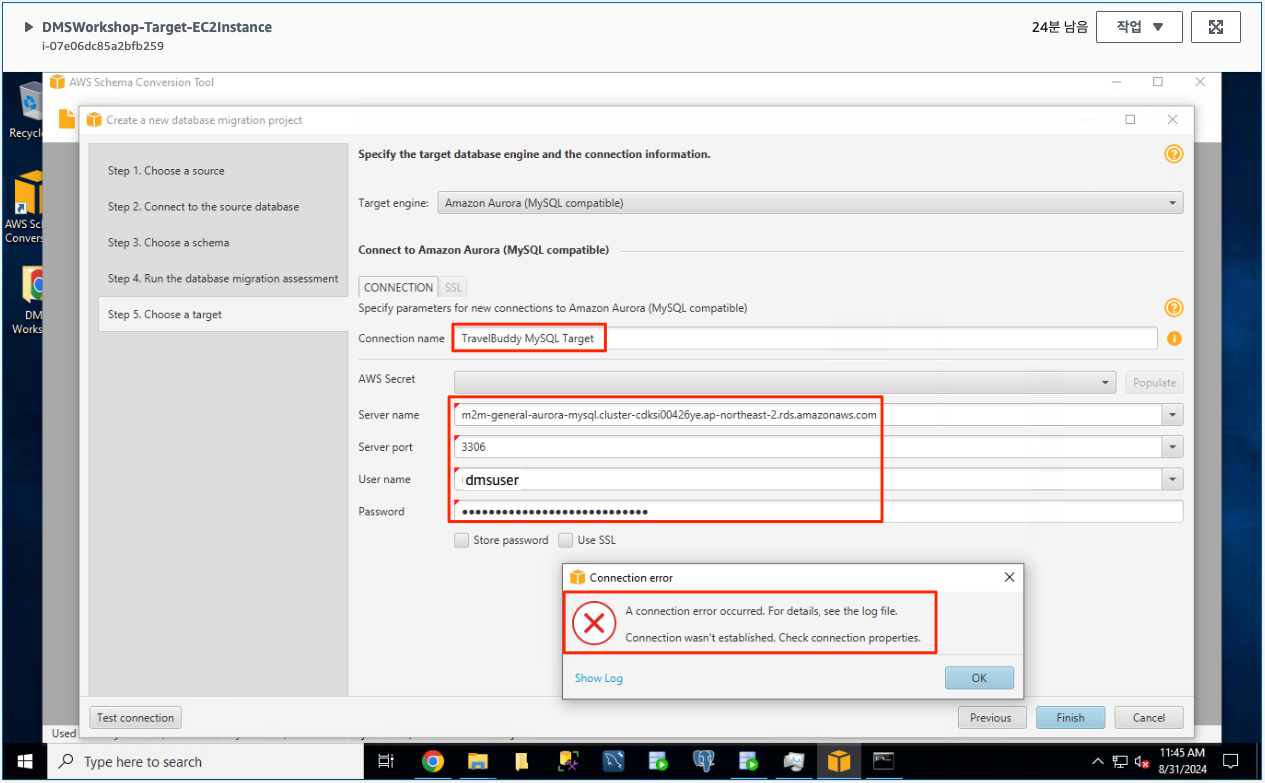 DMSWorkshop-Target-EC2Instance
i-07e06dc85a2bfb259
24분 남음
작업
AWS Schema Conversion Tool
Recycl
AWS Sc
Conver
DM
Works
Create a new database migration project
Step 1. Choose a source
Step 2. Connect to the source database
Step 3. Choose a schema
Step 4. Run the database migration assessment
Step 5. Choose a target
Specify the target database engine and the connection information.
Target engine: Amazon Aurora (MySQL compatible)
Connect to Amazon Aurora (MySQL compatible)
CONNECTION SSL
Specify parameters for new connections to Amazon Aurora (MySQL compatible)
Connection name TravelBuddy MySQL Target
AWS Secret Populate
Server name m2m-general-aurora-mysql.cluster-cdksi00426ye.ap-northeast-2.rds.amazonaws.com
Server port 3306
User name dmsuser
Password ••••••••••••••••••••••••••••
Store password Use SSL
Connection error
A connection error occurred. For details, see the log file.
Connection wasn't established. Check connection properties.
Show Log OK
Test connection Previous Finish Cancel
Used
Type here to search
11:45 AM
8/31/2024